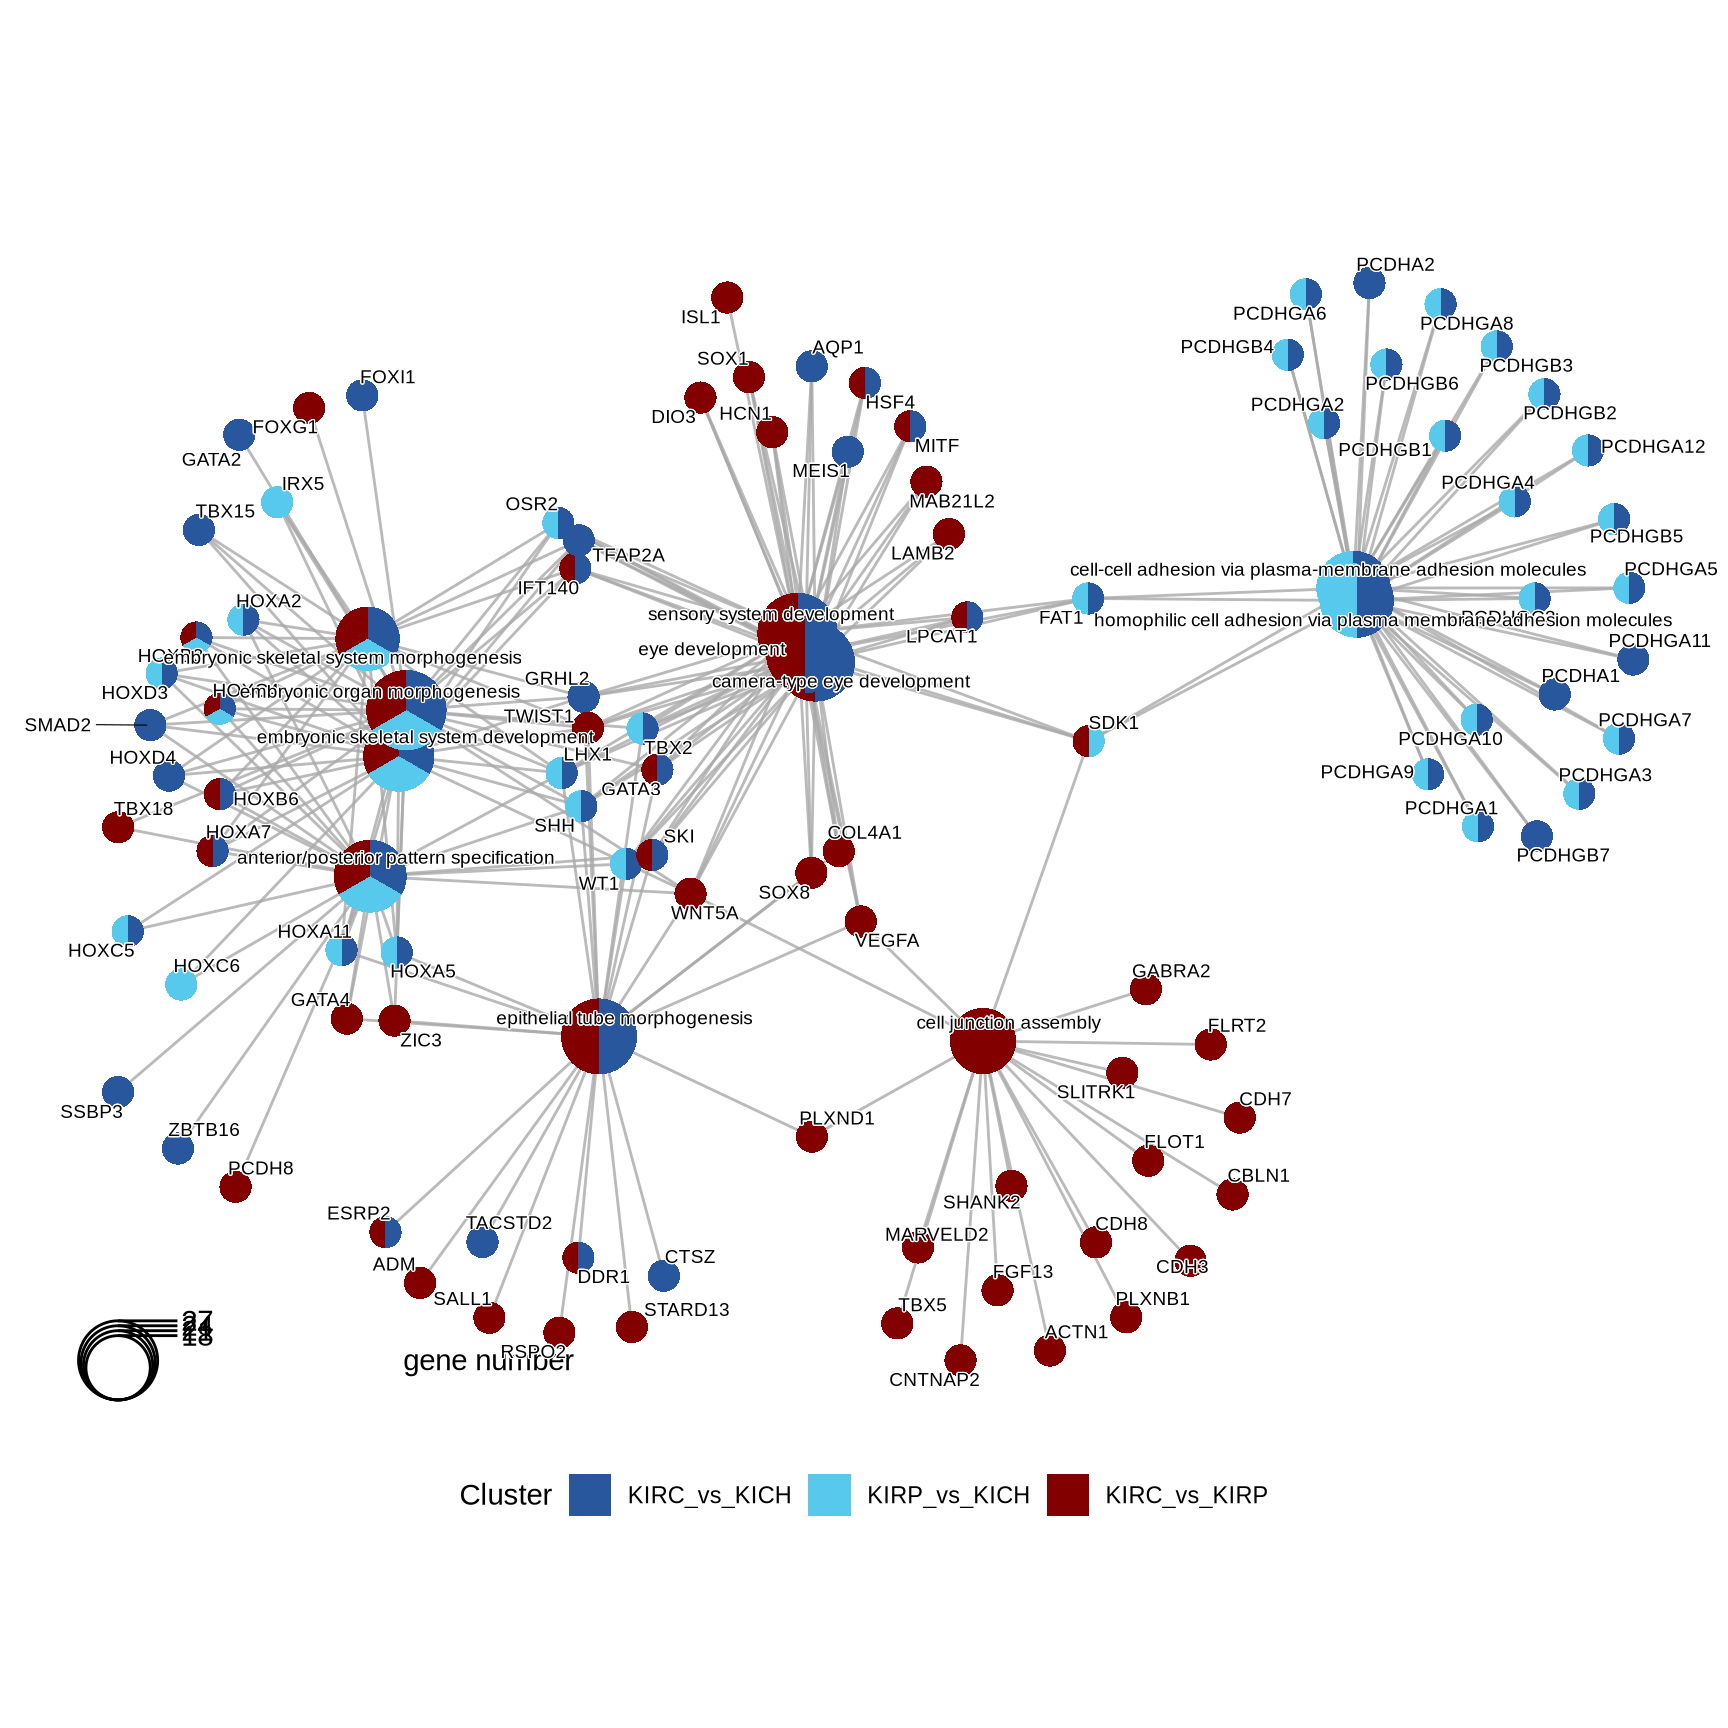 PCDHA2
PCDHGA6
PCDHGA8
ISL1
PCDHGB4
AQP1
SOX1
PCDHGB3
FOXI1
PCDHGB6
HSF4
PCDHGA2
DIO3
HCN1
PCDHGB2
FOXG1
MITF
PCDHGA12
PCDHGB1
GATA2
MEIS1
IRX5
PCDHGA4
OSR2
MAB21L2
TBX15
PCDHGB5
TFAP2A
LAMB2
cell-cell adhesion via plasma-membrane adhesion molecules
PCDHGA5
IFT140
HOXA2
sensory system development
FAT1
homophilic cell adhesion via plasma membrane adhesion molecules
LPCAT1
PCDHGA11
eye development
embryonic skeletal system morphogenesis
PCDHA1
GRHL2
camera-type eye development
HOXD3
embryonic organ morphogenesis
TWIST1
SDK1
PCDHGA7
SMAD2
embryonic skeletal system development
PCDHGA10
TBX2
LHX1
HOXD4
PCDHGA9
PCDHGA3
GATA3
HOXB6
TBX18
PCDHGA1
SHH
HOXA7
SKI
COL4A1
anterior/posterior pattern specification
PCDHGB7
WT1
SOX8
WNT5A
HOXA11
VEGFA
HOXC5
HOXC6
HOXA5
GABRA2
GATA4
epithelial tube morphogenesis
cell junction assembly
FLRT2
ZIC3
SLITRK1
CDH7
SSBP3
PLXND1
ZBTB16
FLOT1
PCDH8
CBLN1
SHANK2
ESRP2
TACSTD2
CDH8
MARVELD2
CTSZ
ADM
CDH3
DDR1
FGF13
SALL1
PLXNB1
TBX5
STARD13
27
ACTN1
RSPO2
gene number
CNTNAP2
Cluster
KIRC_vs_KICH
KIRP_vs_KICH
KIRC_vs_KIRP